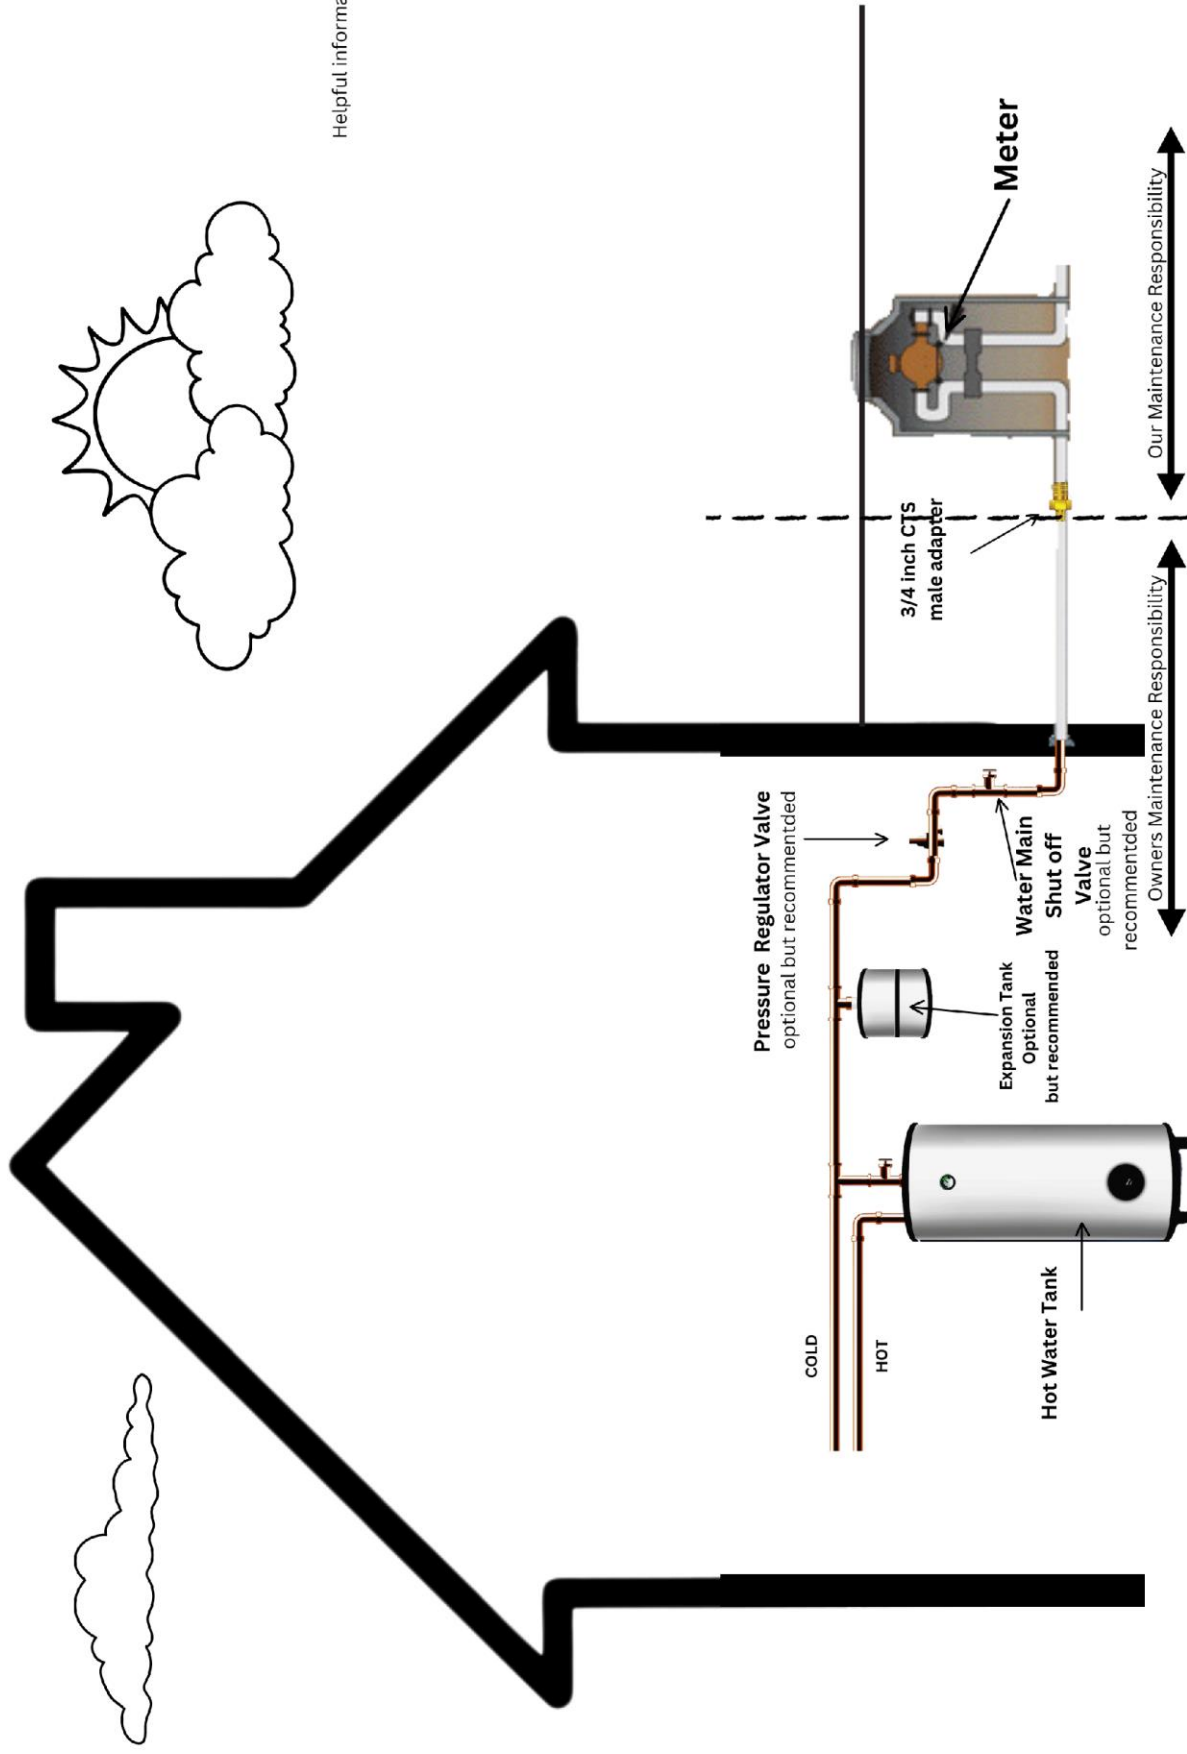 Helpful informa
Meter
3/4 inch CTS
male adapter
Our Maintenance Responsibility
Owners Maintenance Responsibility
Pressure Regulator Valve
optional but recommentded
Water Main
Shut off
Valve
optional but
recommentded
Expansion Tank
Optional
but recommended
COLD
HOT
Hot Water Tank